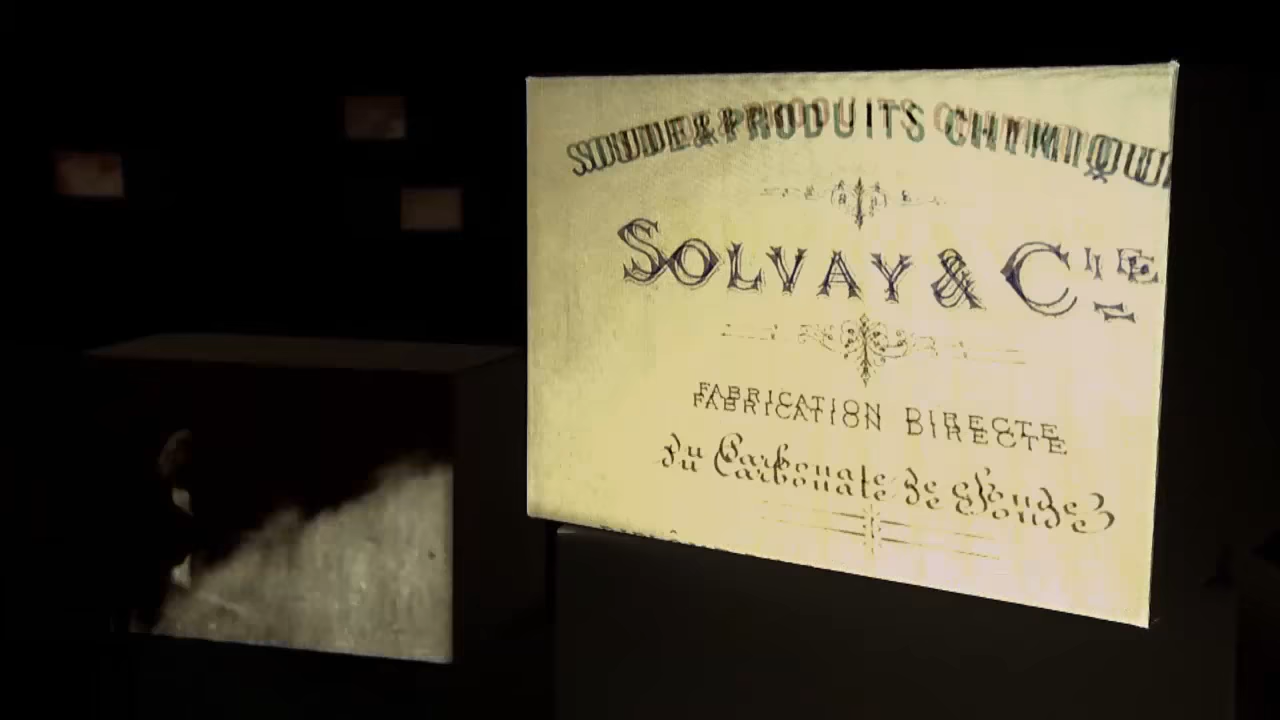 SOUDE & PRODUITS CHIMIQU
SOLVAY & CIE
FABRICATION DIRECTE
du Carbonate de Soude